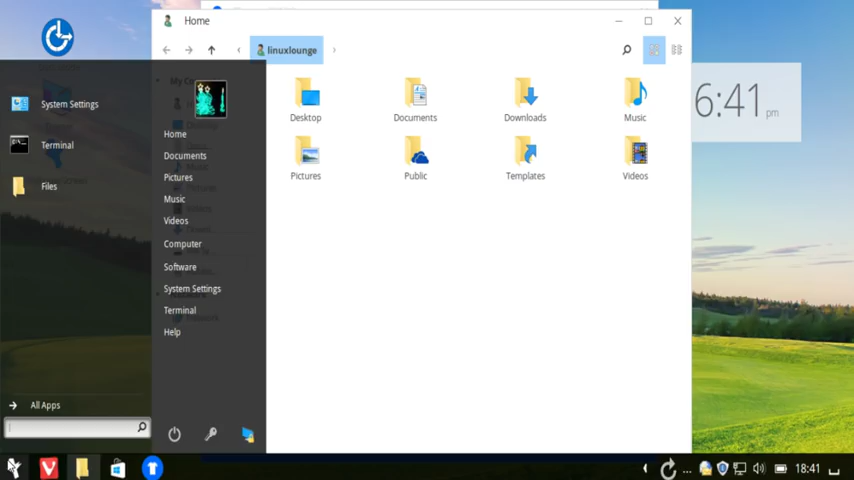 Home
linuxlounge
6:41 pm
System Settings
Terminal
Files
Home
Documents
Pictures
Music
Videos
Computer
Software
System Settings
Terminal
Help
Desktop
Documents
Downloads
Music
Pictures
Public
Templates
Videos
All Apps
...
18:41